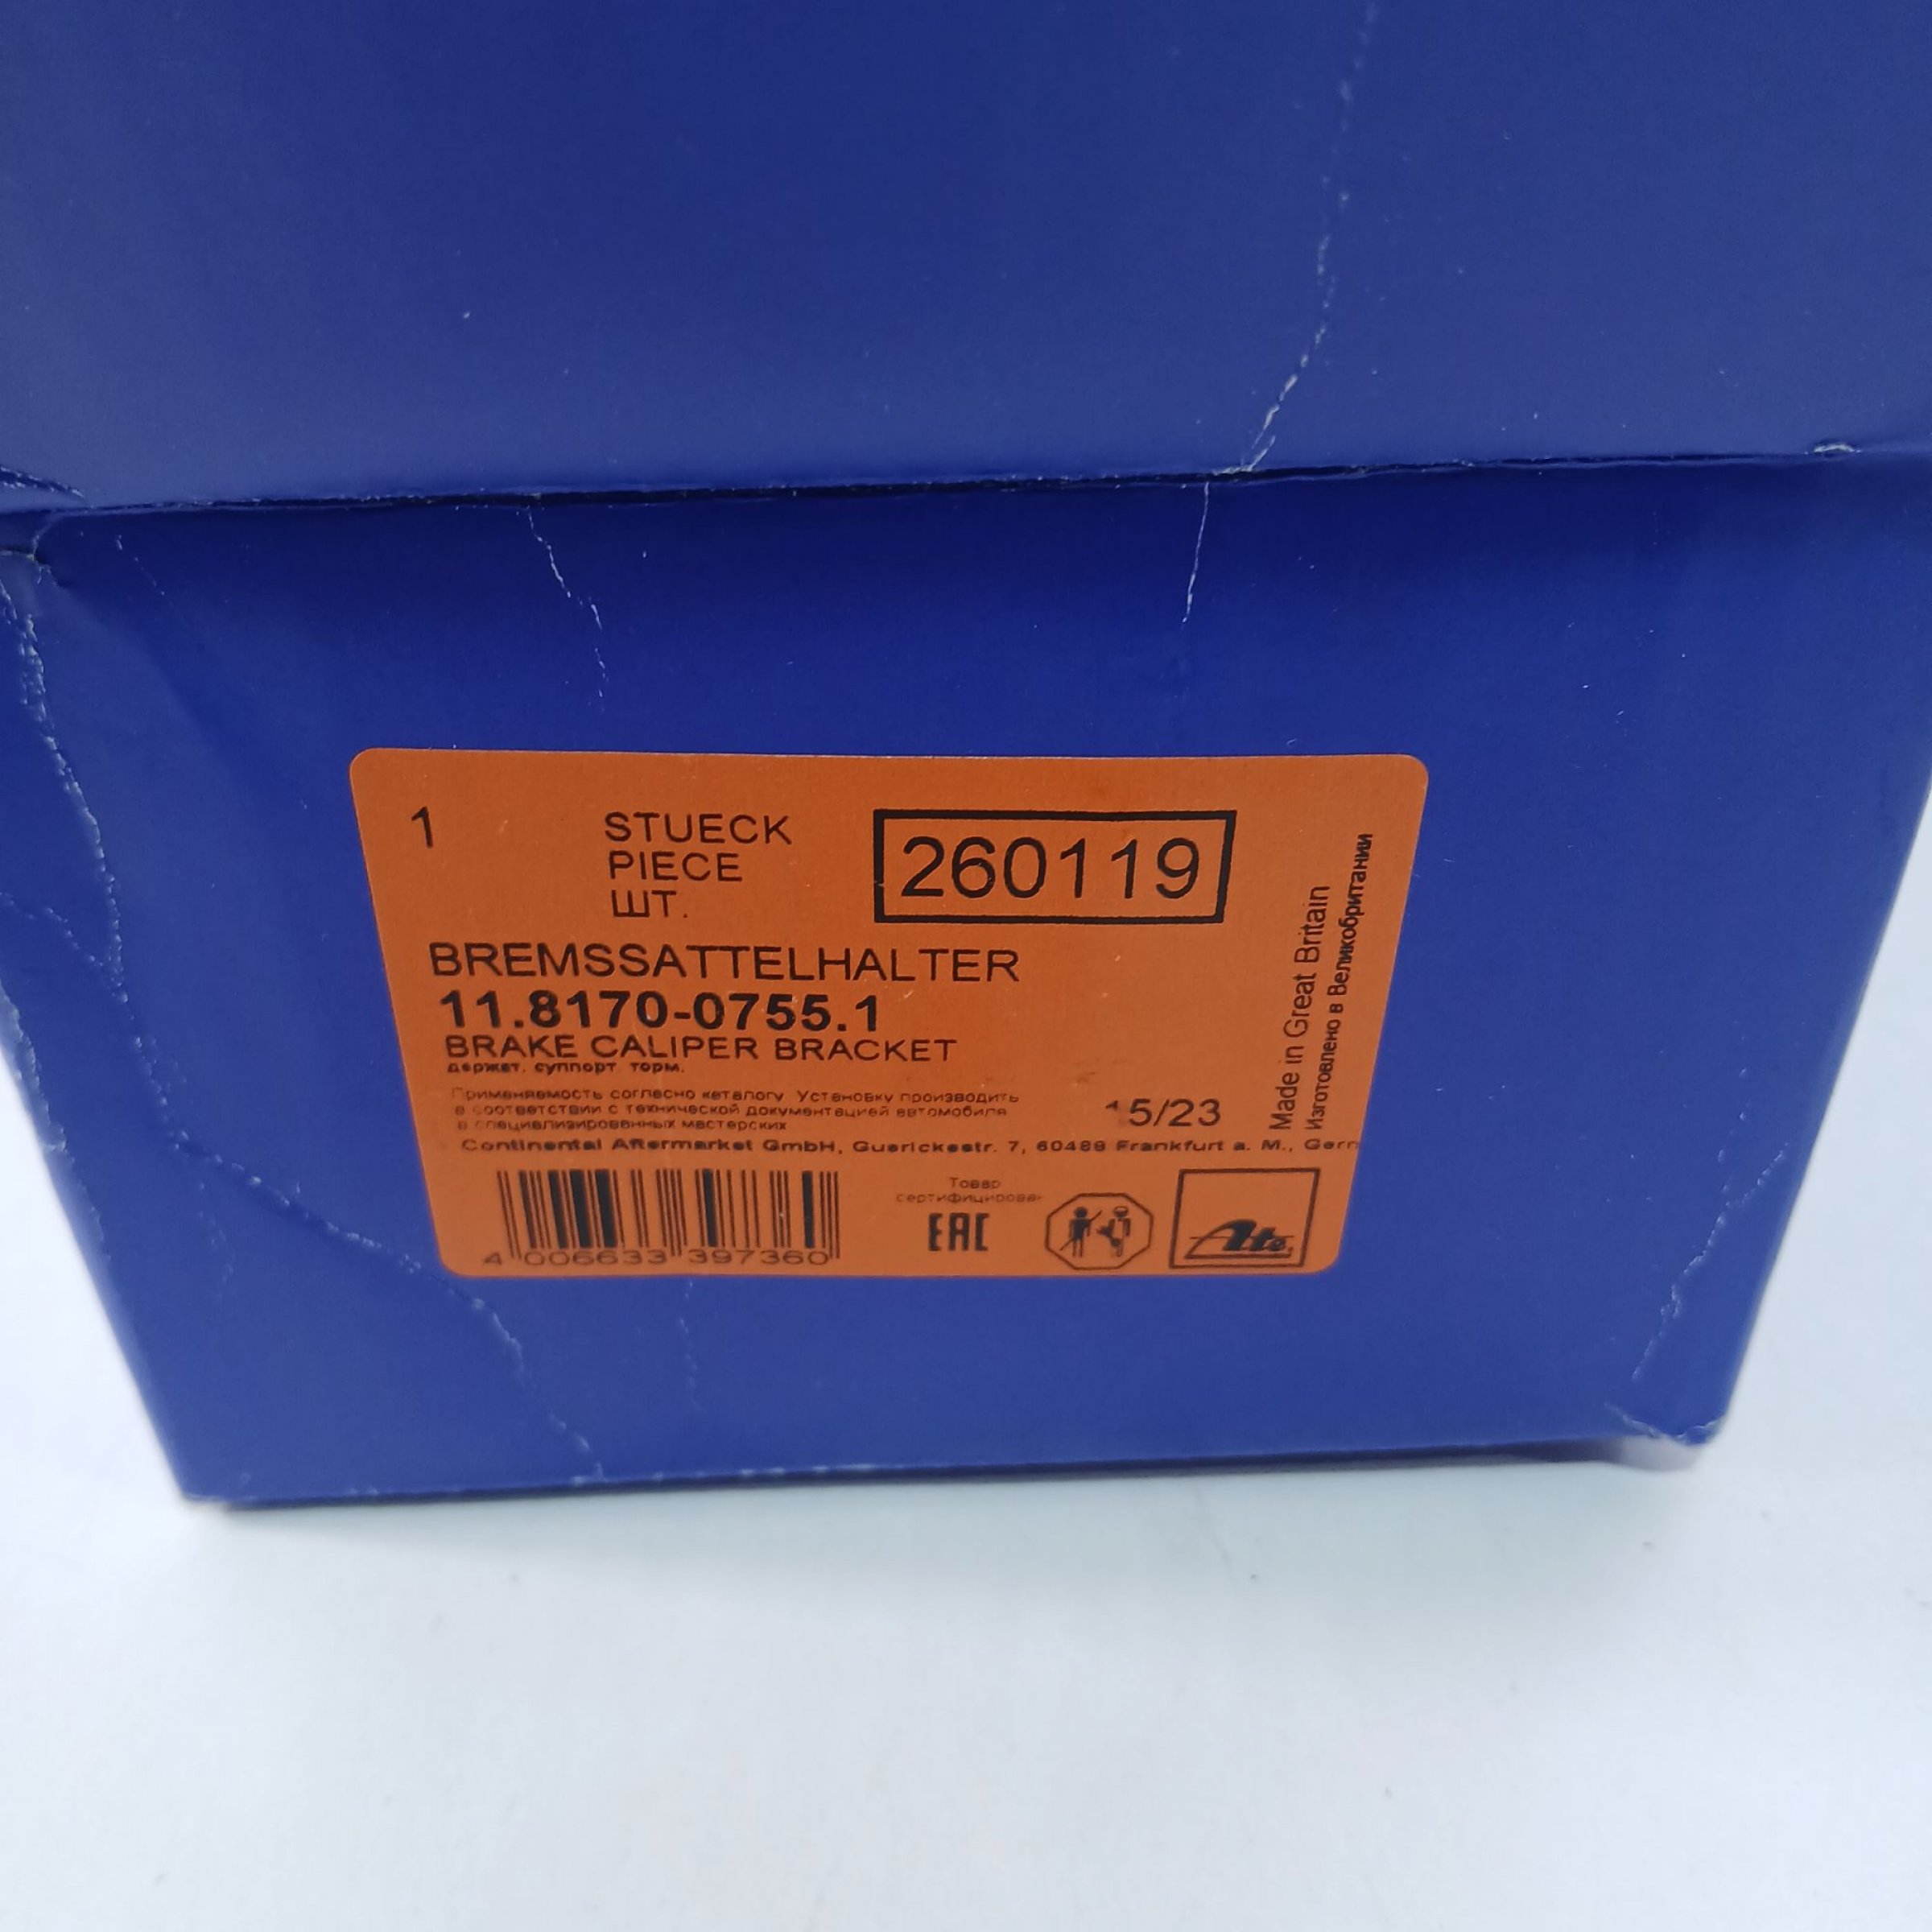 1
STUECK
PIECE
ШТ.
260119
BREMSSATTELHALTER
11.8170-0755.1
BRAKE CALIPER BRACKET
держат. суппорт. торм.
Применяемость согласно каталогу. Установку производить
в соответствии с технической документацией автомобиля
в специализированных мастерских
15/23
Continental Aftermarket GmbH, Guerickestr. 7, 60488 Frankfurt a. M., Germ
4 006633 397360
Товар
сертифицирова
EAC
Ate
Made in Great Britain
Изготовлено в Великобритании